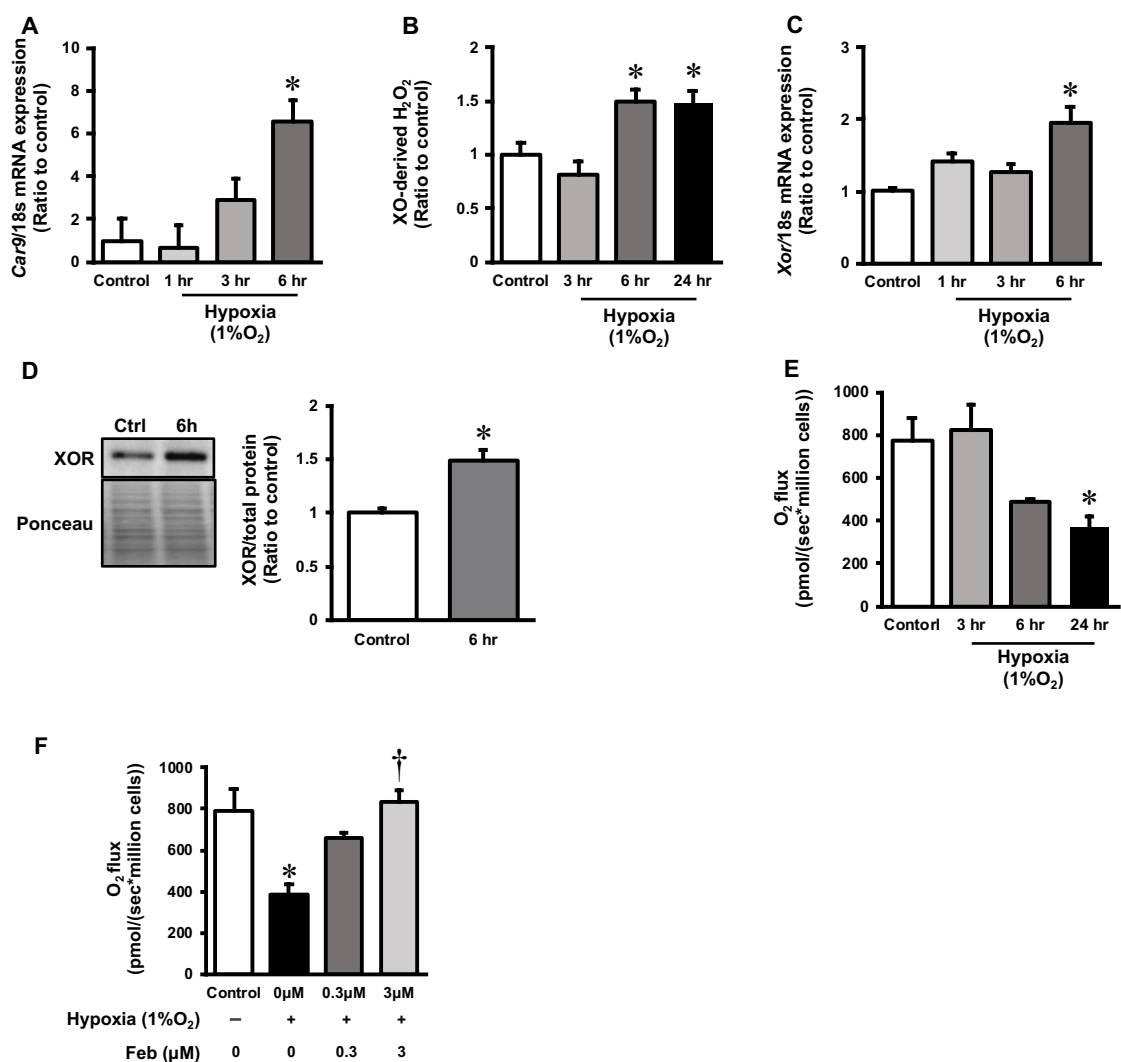 A
Car9/18s mRNA expression
(Ratio to control)
10
8
6
4
2
0
*
Control 1 hr 3 hr 6 hr
Hypoxia
(1%O₂)
B
XO-derived H₂O₂
(Ratio to control)
2
1.5
1
0.5
0
* *
Control 3 hr 6 hr 24 hr
Hypoxia
(1%O₂)
C
Xor/18s mRNA expression
(Ratio to control)
3
2
1
0
*
Control 1 hr 3 hr 6 hr
Hypoxia
(1%O₂)
D
Ctrl 6h
XOR
Ponceau
XOR/total protein
(Ratio to control)
2
1.5
1
0.5
0
*
Control 6 hr
E
O₂ flux
(pmol/(sec*million cells))
1000
800
600
400
200
0
*
Contorl 3 hr 6 hr 24 hr
Hypoxia
(1%O₂)
F
O₂ flux
(pmol/(sec*million cells))
1000
800
600
400
200
0
* †
Control 0µM 0.3µM 3µM
Hypoxia (1%O₂) – + + +
Feb (µM) 0 0 0.3 3